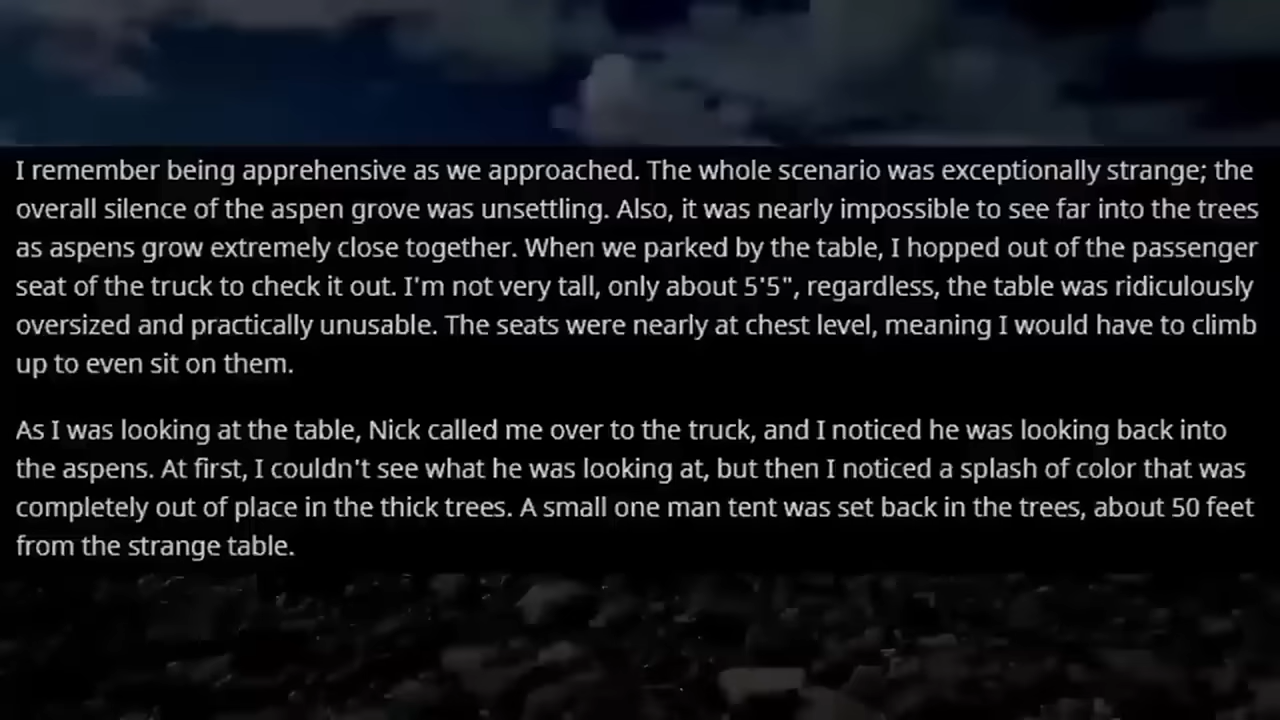 I remember being apprehensive as we approached. The whole scenario was exceptionally strange; the
overall silence of the aspen grove was unsettling. Also, it was nearly impossible to see far into the trees
as aspens grow extremely close together. When we parked by the table, I hopped out of the passenger
seat of the truck to check it out. I'm not very tall, only about 5'5", regardless, the table was ridiculously
oversized and practically unusable. The seats were nearly at chest level, meaning I would have to climb
up to even sit on them.
As I was looking at the table, Nick called me over to the truck, and I noticed he was looking back into
the aspens. At first, I couldn't see what he was looking at, but then I noticed a splash of color that was
completely out of place in the thick trees. A small one man tent was set back in the trees, about 50 feet
from the strange table.